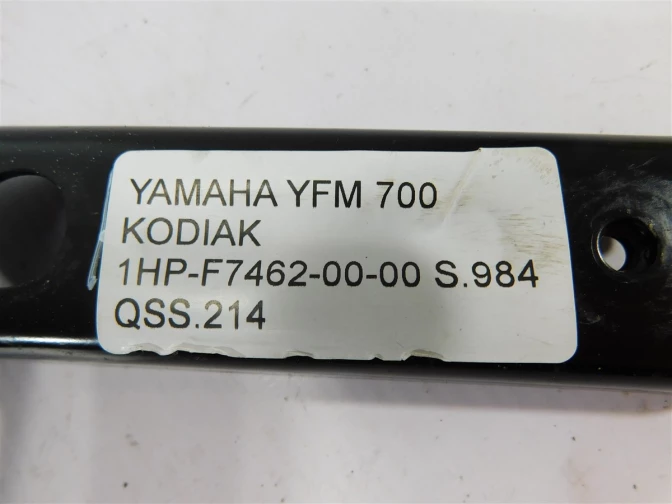 YAMAHA YFM 700
KODIAK
1HP-F7462-00-00 S.984
QSS.214